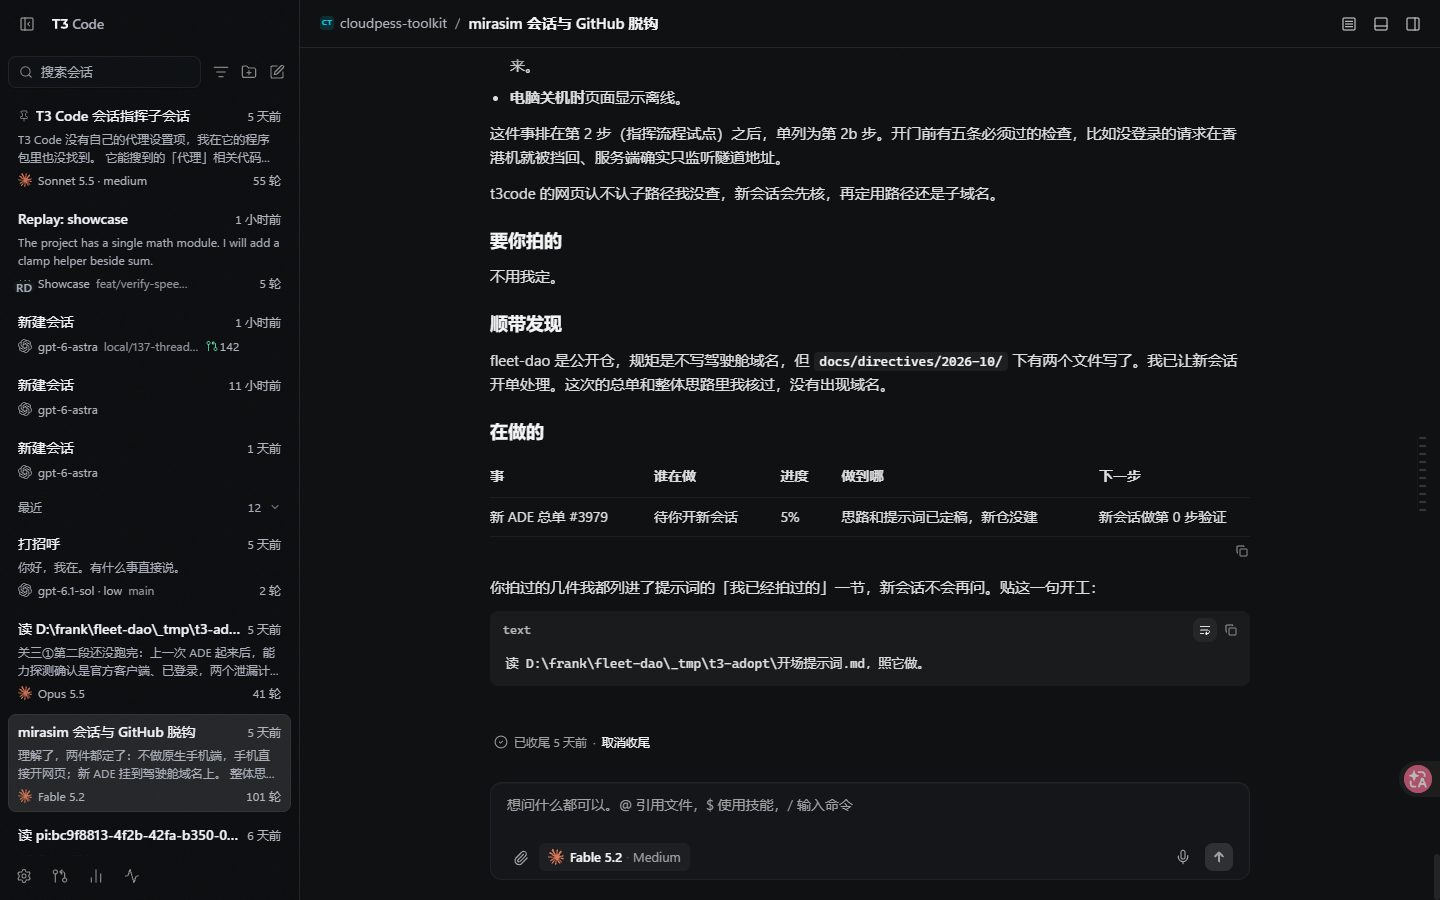 T3 Code
搜索会话
T3 Code 会话指挥子会话
5 天前
T3 Code 没有自己的代理设置项，我在它的程序
包里也没找到。 它能搜到的「代理」相关代码...
Sonnet 5.5 · medium
55 轮
Replay: showcase
1 小时前
The project has a single math module. I will add a
clamp helper beside sum.
RD Showcase feat/verify-spee...
5 轮
新建会话
1 小时前
gpt-6-astra local/137-thread... 142
新建会话
11 小时前
gpt-6-astra
新建会话
1 天前
gpt-6-astra
最近
12
打招呼
5 天前
你好，我在。有什么事直接说。
gpt-6.1-sol · low main
2 轮
读 D:\frank\fleet-dao\_tmp\t3-ad...
5 天前
关三①第二段还没跑完：上一次 ADE 起来后，能
力探测确认是官方客户端、已登录，两个泄漏计...
Opus 5.5
41 轮
mirasim 会话与 GitHub 脱钩
5 天前
理解了，两件都定了：不做原生手机端，手机直
接开网页；新 ADE 挂到驾驶舱域名上。 整体思...
Fable 5.2
101 轮
读 pi:bc9f8813-4f2b-42fa-b350-0...
6 天前
CT cloudpess-toolkit / mirasim 会话与 GitHub 脱钩
来。
• 电脑关机时页面显示离线。
这件事排在第 2 步（指挥流程试点）之后，单列为第 2b 步。开门前有五条必须过的检查，比如没登录的请求在香
港机就被挡回、服务端确实只监听隧道地址。
t3code 的网页认不认子路径我没查，新会话会先核，再定用路径还是子域名。
要你拍的
不用我定。
顺带发现
fleet-dao 是公开仓，规矩是不写驾驶舱域名，但 docs/directives/2026-10/ 下有两个文件写了。我已让新会话
开单处理。这次的总单和整体思路里我核过，没有出现域名。
在做的
事 谁在做 进度 做到哪 下一步
新 ADE 总单 #3979 待你开新会话 5% 思路和提示词已定稿，新仓没建 新会话做第 0 步验证
你拍过的几件我都列进了提示词的「我已经拍过的」一节，新会话不会再问。贴这一句开工：
text
读 D:\frank\fleet-dao\_tmp\t3-adopt\开场提示词.md，照它做。
已收尾 5 天前 · 取消收尾
想问什么都可以。@ 引用文件，$ 使用技能，/ 输入命令
Fable 5.2 · Medium